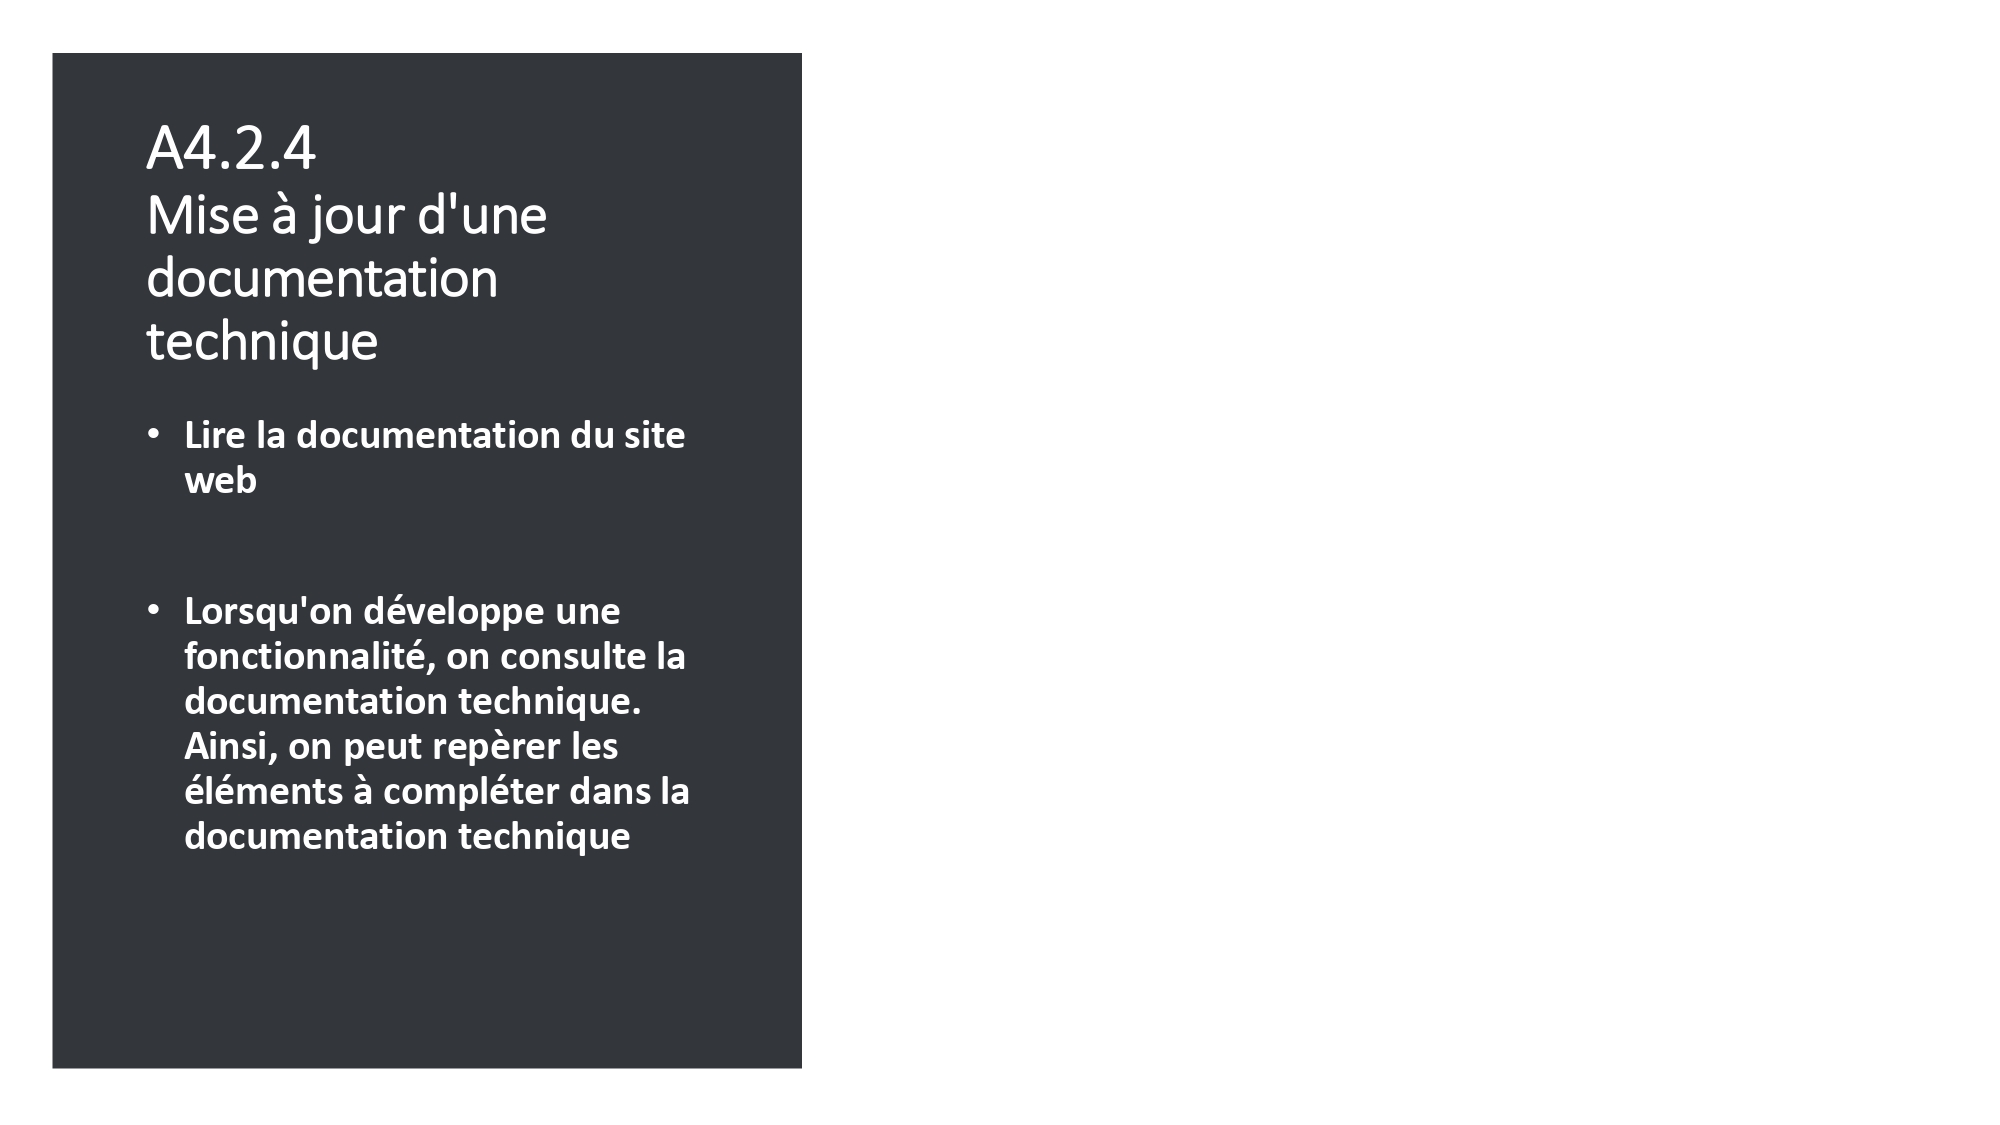 A4.2.4
Mise à jour d'une
documentation
technique
• Lire la documentation du site
web
• Lorsqu'on développe une
fonctionnalité, on consulte la
documentation technique.
Ainsi, on peut repèrer les
éléments à compléter dans la
documentation technique